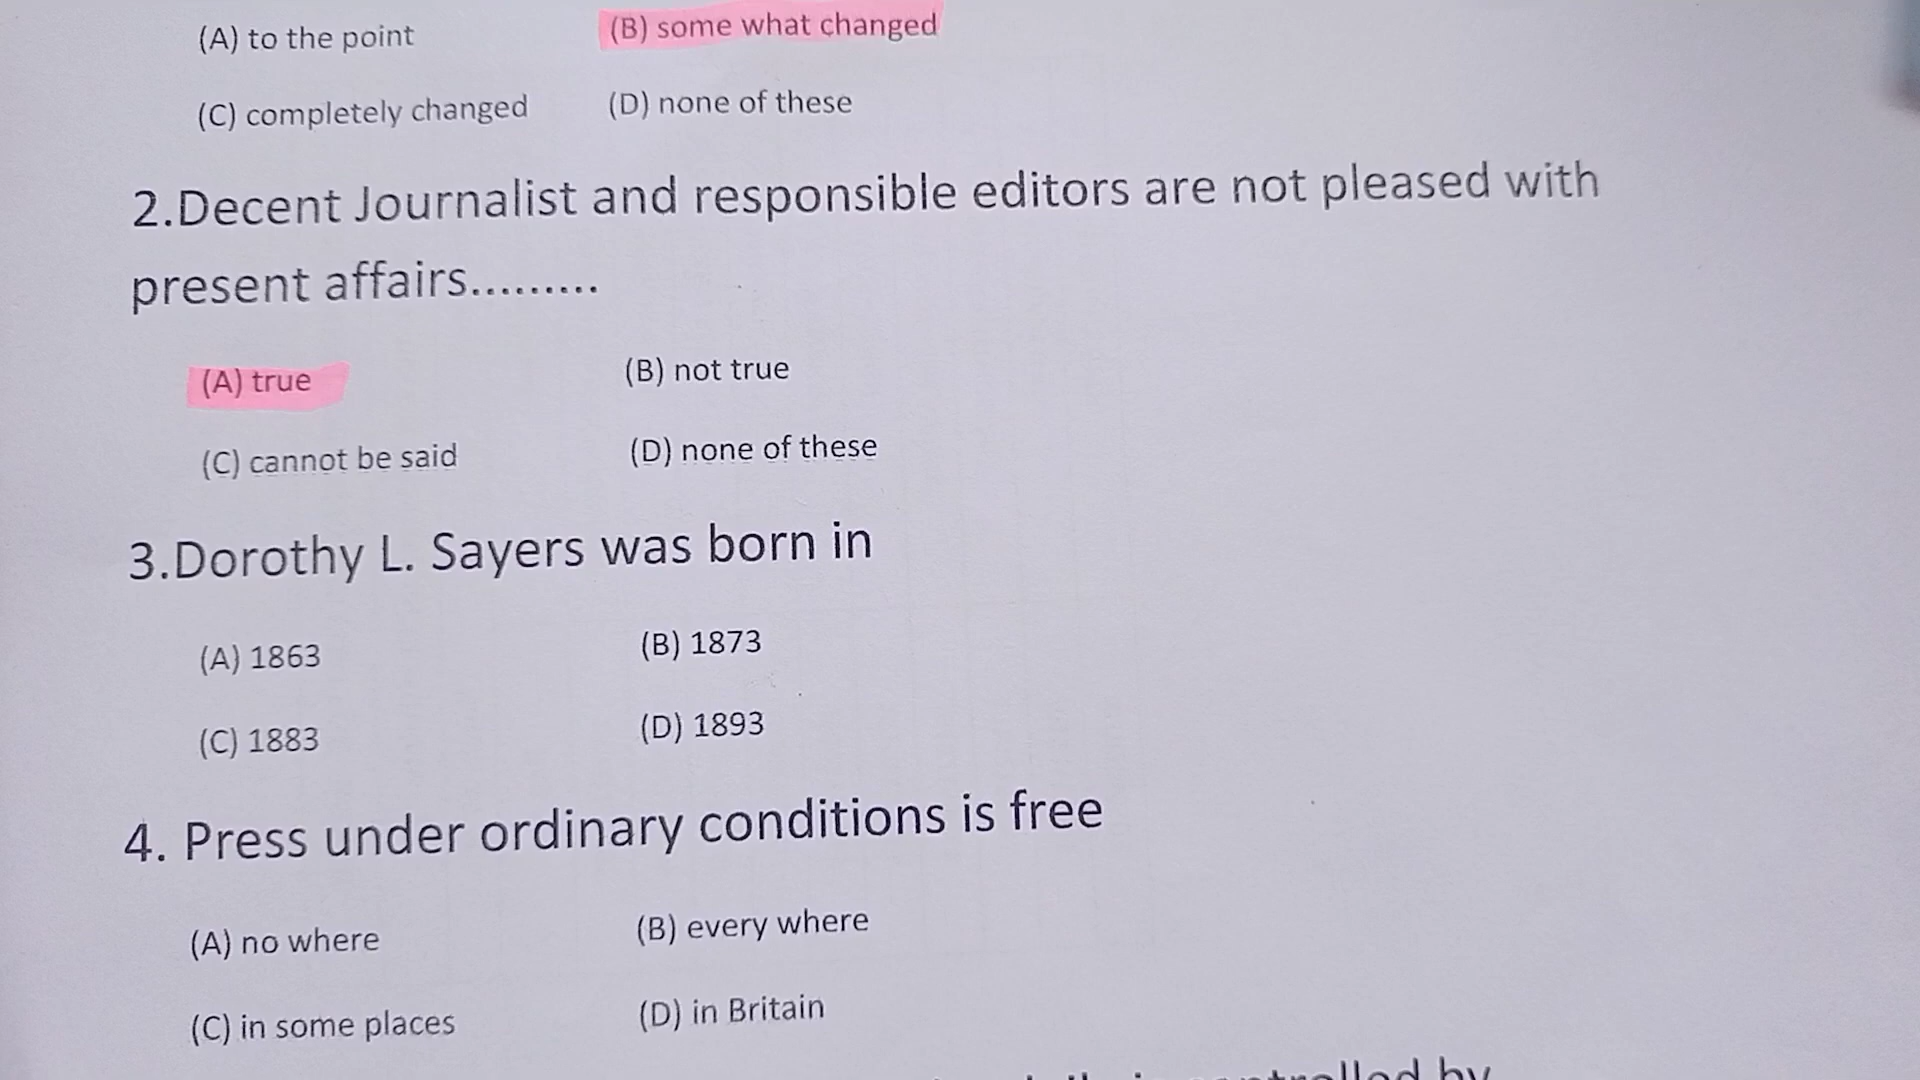 (A) to the point (B) some what changed
(C) completely changed (D) none of these
2.Decent Journalist and responsible editors are not pleased with
present affairs.........
(A) true (B) not true
(C) cannot be said (D) none of these
3.Dorothy L. Sayers was born in
(A) 1863 (B) 1873
(C) 1883 (D) 1893
4. Press under ordinary conditions is free
(A) no where (B) every where
(C) in some places (D) in Britain
controlled by